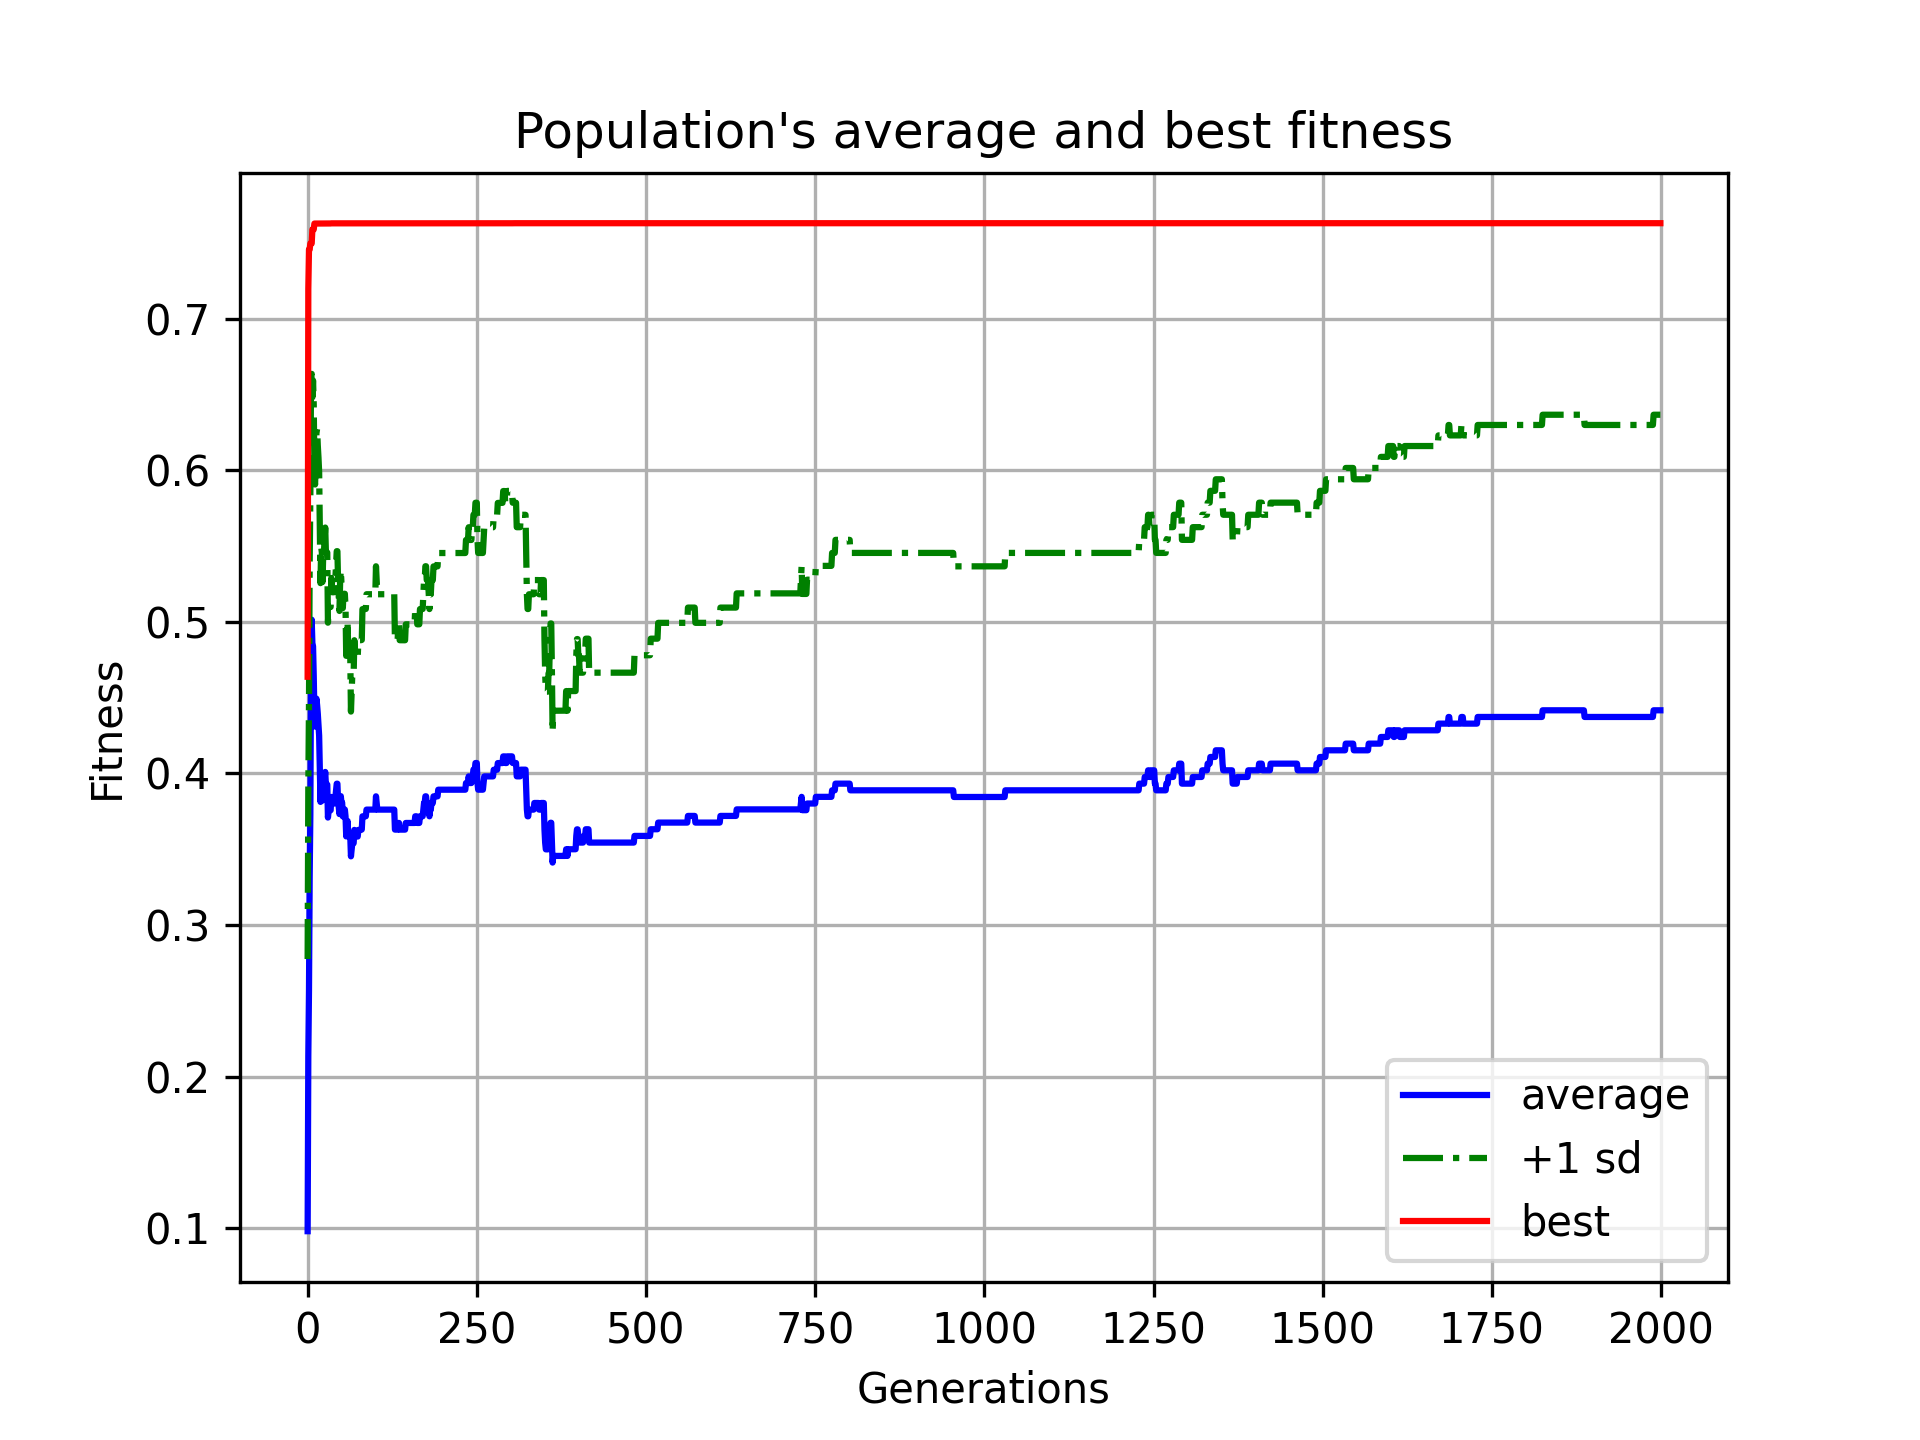 Population's average and best fitness
Fitness
0.7
0.6
0.5
0.4
0.3
0.2
0.1
0 250 500 750 1000 1250 1500 1750 2000
Generations
average
+1 sd
best